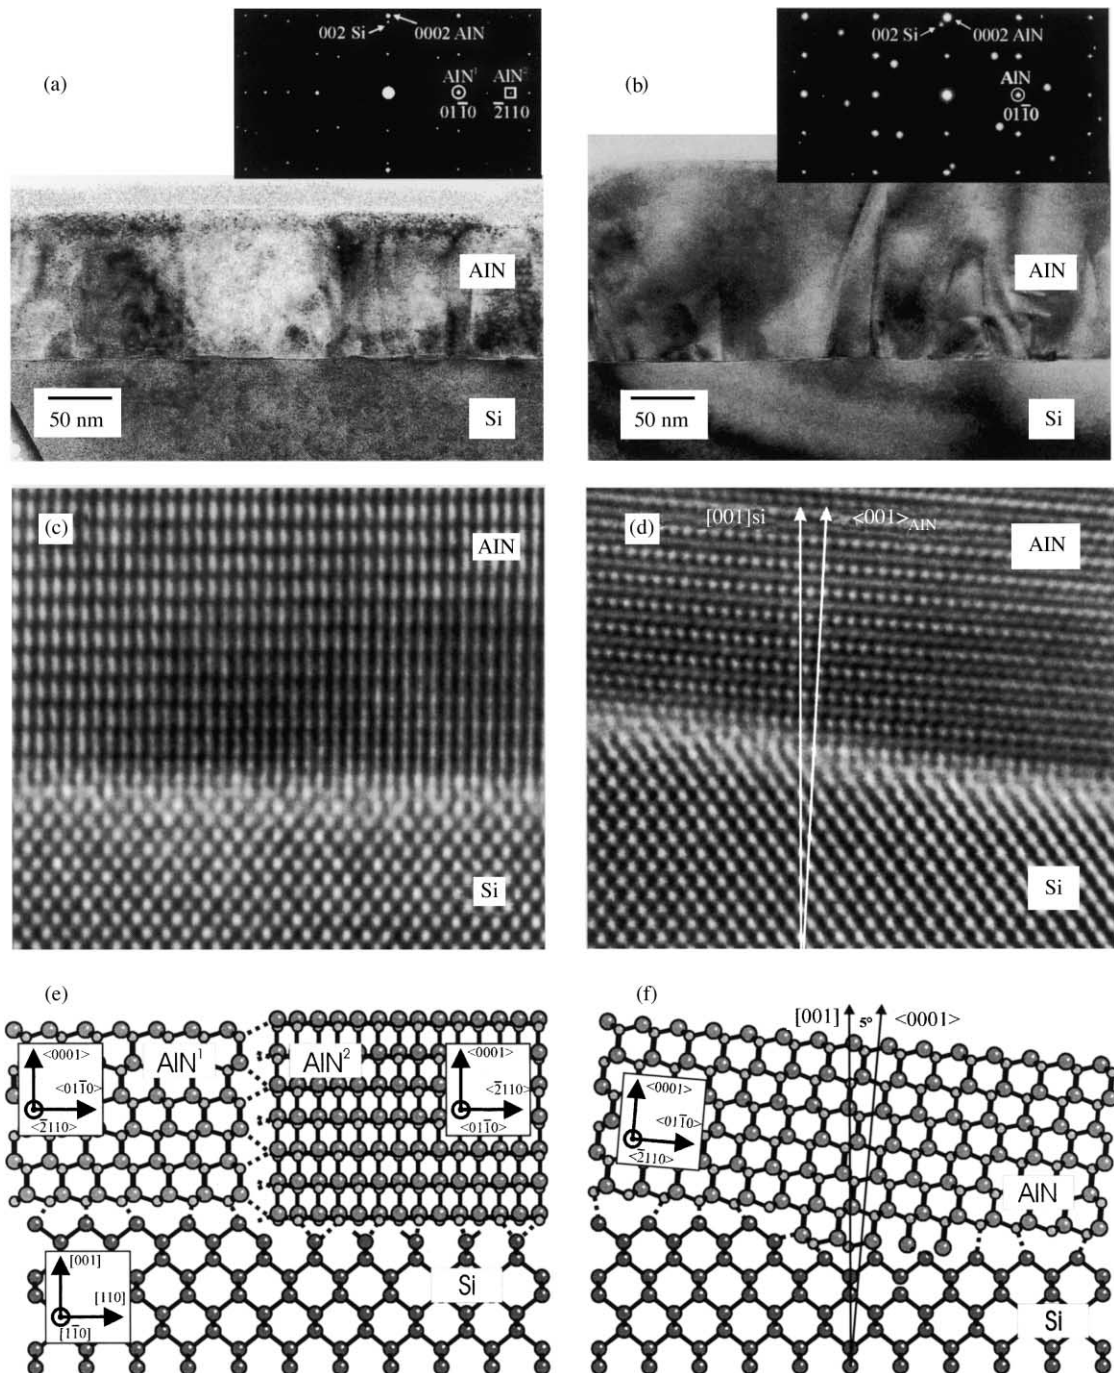 (a)
002 Si
0002 AlN
AlN¹
AlN²
011̅0
2̅110
AlN
50 nm
Si
(b)
002 Si
0002 AlN
AlN
011̅0
AlN
50 nm
Si
(c)
AlN
Si
(d)
[001]si
<001>AlN
AlN
Si
(e)
<0001>
<011̅0>
<2̅110>
AlN¹
AlN²
<0001>
<2̅110>
<011̅0>
[001]
[110]
[11̅0]
Si
(f)
[001]
5°
<0001>
<0001>
<011̅0>
<2̅110>
AlN
Si